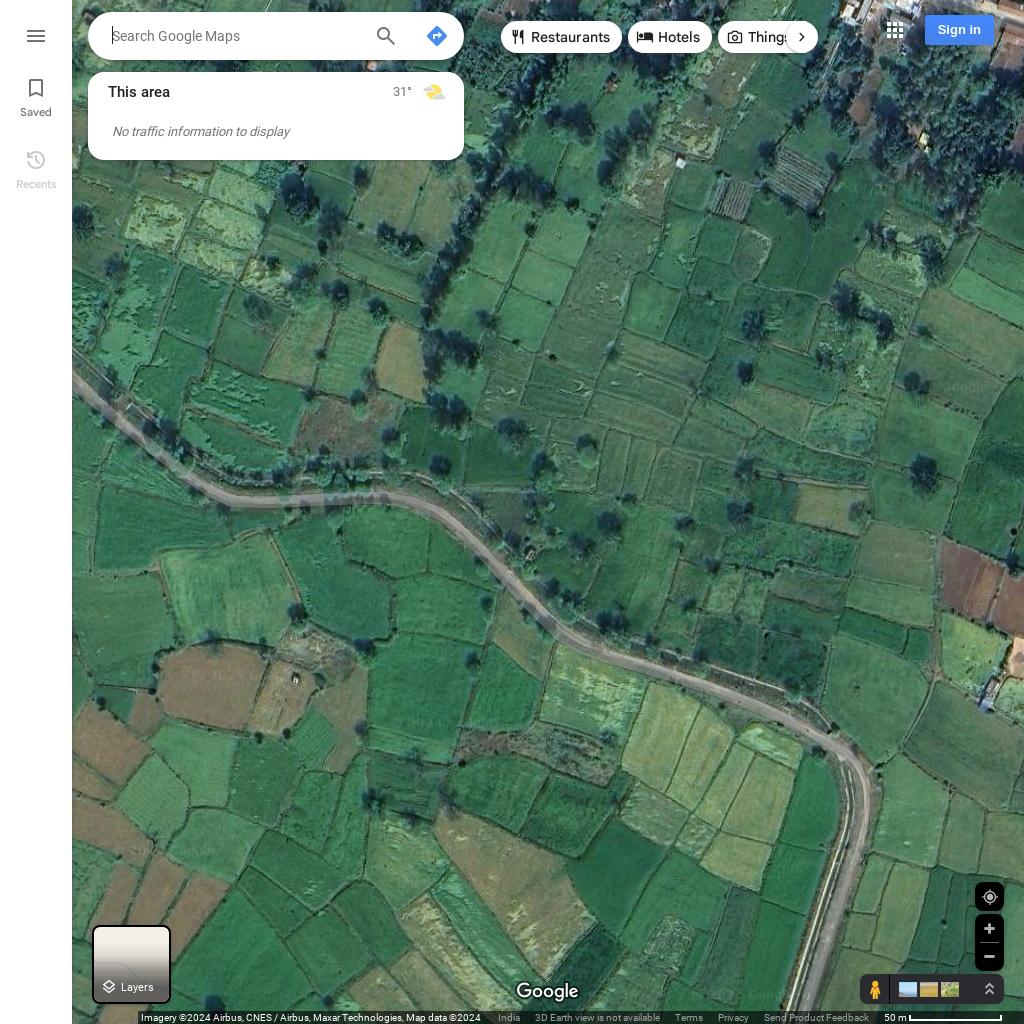 Search Google Maps
Restaurants
Hotels
Things
Sign in
This area
31°
Saved
No traffic information to display
Recents
Layers
Google
Imagery ©2024 Airbus, CNES / Airbus, Maxar Technologies, Map data ©2024
India
3D Earth view is not available
Terms
Privacy
Send Product Feedback
50 m